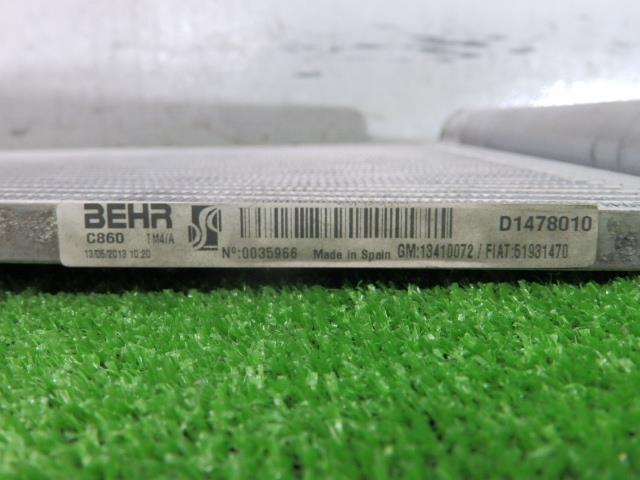 BEHR D1478010
C860 TM4/A Nº:0035966 Made in Spain GM:13410072 / FIAT:51931470
13/05/2013 10:20